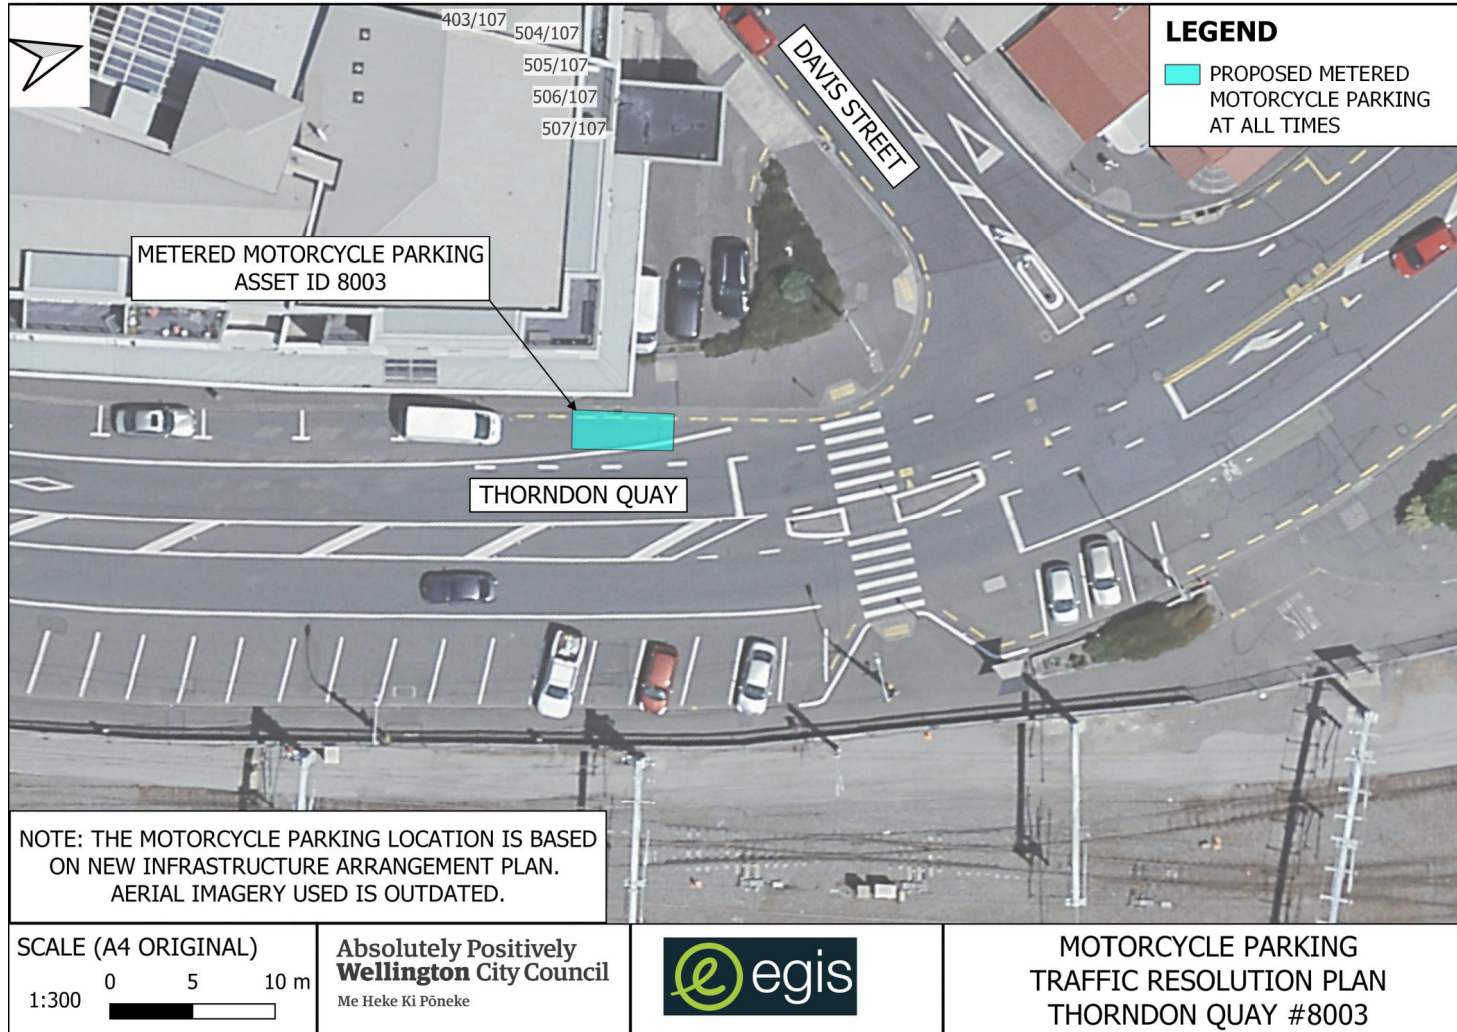 403/107
504/107
505/107
506/107
507/107
DAVIS STREET
LEGEND
PROPOSED METERED
MOTORCYCLE PARKING
AT ALL TIMES
METERED MOTORCYCLE PARKING
ASSET ID 8003
THORNDON QUAY
NOTE: THE MOTORCYCLE PARKING LOCATION IS BASED
ON NEW INFRASTRUCTURE ARRANGEMENT PLAN.
AERIAL IMAGERY USED IS OUTDATED.
SCALE (A4 ORIGINAL)
0 5 10 m
1:300
Absolutely Positively
Wellington City Council
Me Heke Ki Pōneke
e egis
MOTORCYCLE PARKING
TRAFFIC RESOLUTION PLAN
THORNDON QUAY #8003